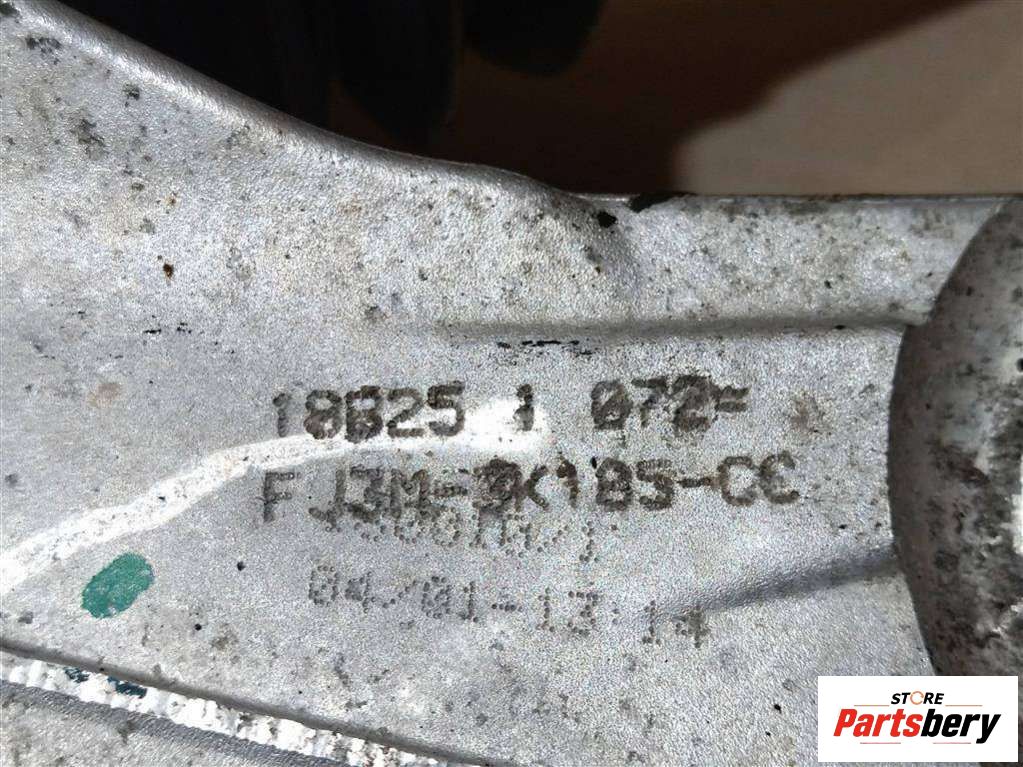 18B25 1 072=
FJ3M-3K185-CC
04/01-13:14
STORE
Partsbery